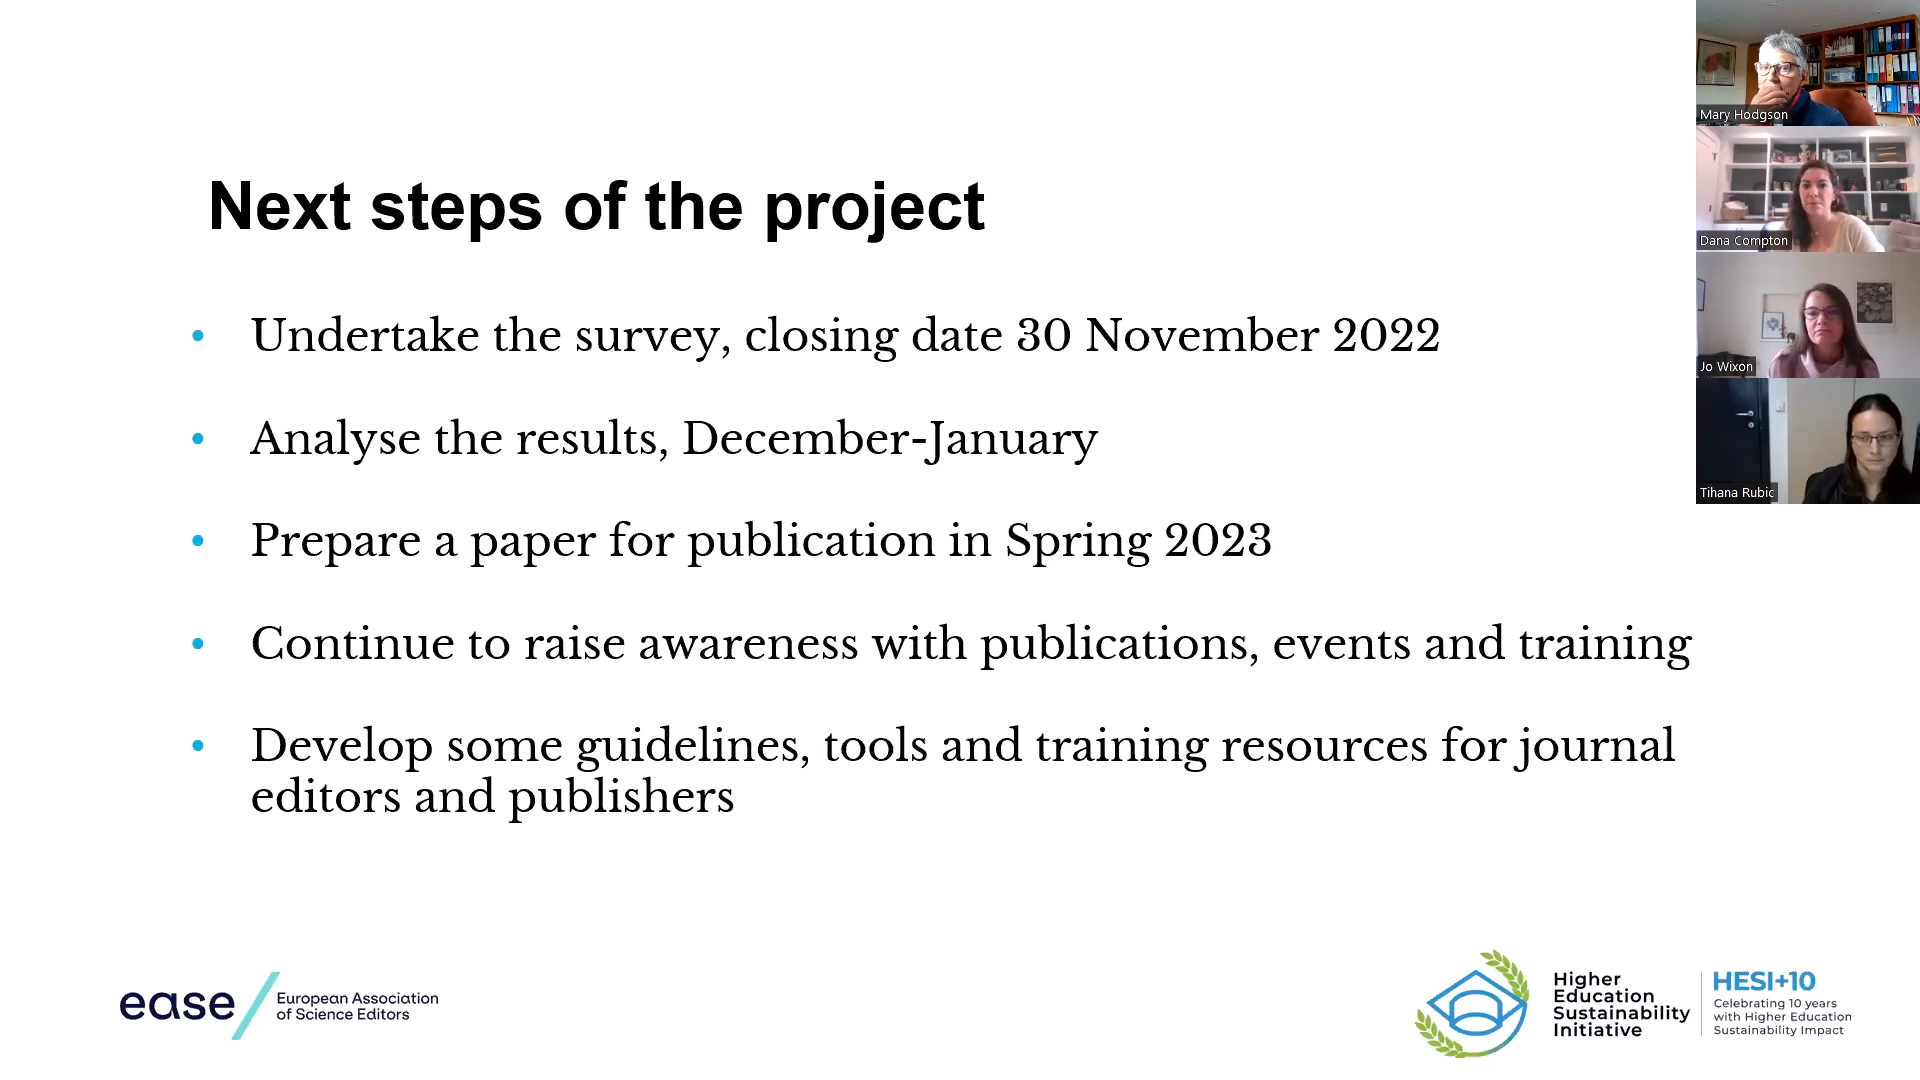 Next steps of the project
• Undertake the survey, closing date 30 November 2022
• Analyse the results, December-January
• Prepare a paper for publication in Spring 2023
• Continue to raise awareness with publications, events and training
• Develop some guidelines, tools and training resources for journal
editors and publishers
Mary Hodgson
Dana Compton
Jo Wixon
Tihana Rubic
ease
European Association
of Science Editors
Higher
Education
Sustainability
Initiative
HESI+10
Celebrating 10 years
with Higher Education
Sustainability Impact